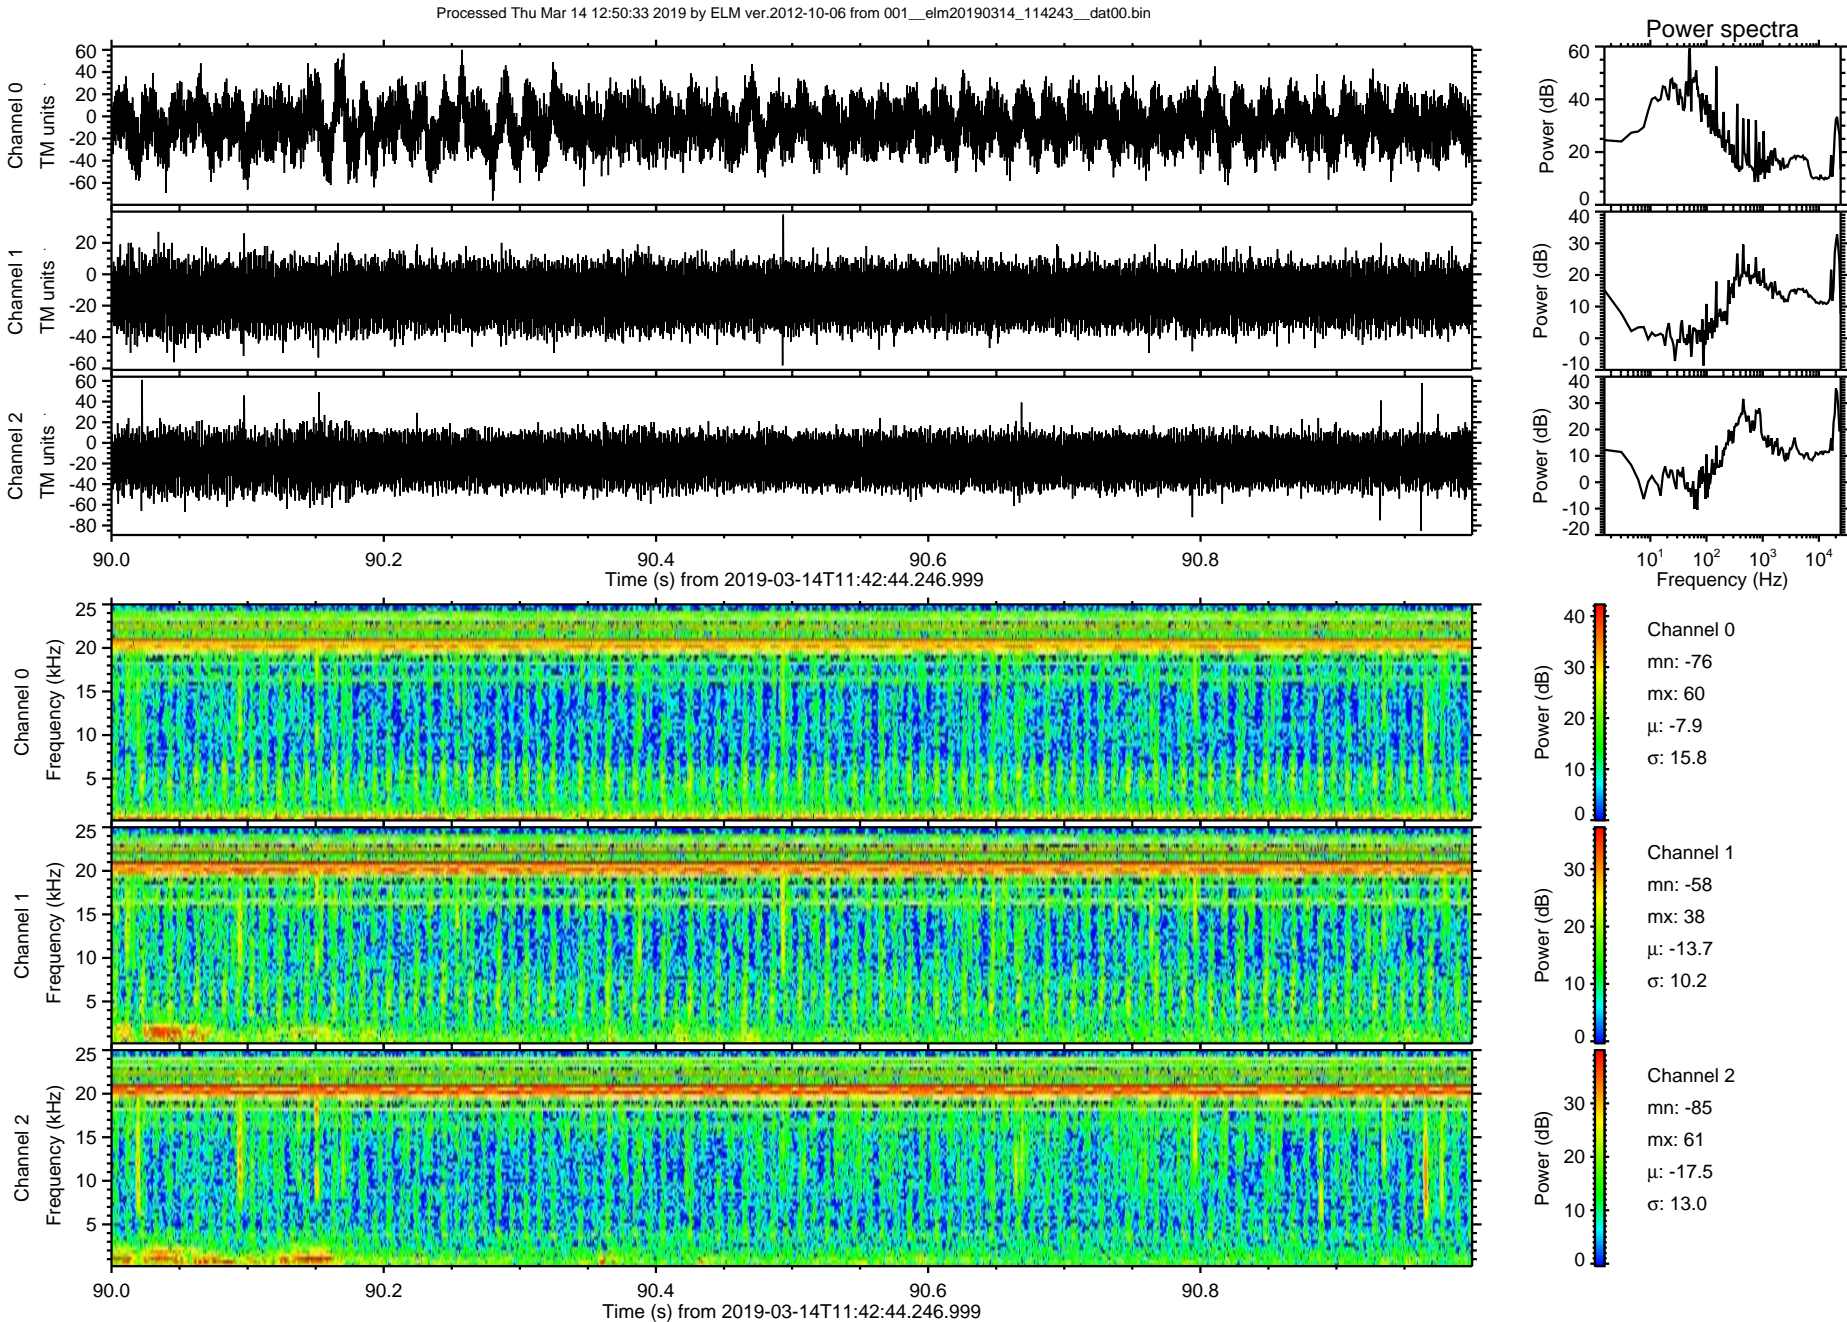 Processed Thu Mar 14 12:50:33 2019 by ELM ver.2012-10-06 from 001__elm20190314_114243__dat00.bin
Power spectra
Channel 0
TM units
60
40
20
0
-20
-40
-60
Power (dB)
60
40
20
0
Channel 1
TM units
20
0
-20
-40
-60
Power (dB)
40
30
20
10
0
-10
Channel 2
TM units
60
40
20
0
-20
-40
-60
-80
Power (dB)
40
30
20
10
0
-10
-20
90.0 90.2 90.4 90.6 90.8
Time (s) from 2019-03-14T11:42:44.246.999
10¹ 10² 10³ 10⁴
Frequency (Hz)
Channel 0
Frequency (kHz)
25
20
15
10
5
Power (dB)
40
30
20
10
0
Channel 0
mn: -76
mx: 60
μ: -7.9
σ: 15.8
Channel 1
Frequency (kHz)
25
20
15
10
5
Power (dB)
30
20
10
0
Channel 1
mn: -58
mx: 38
μ: -13.7
σ: 10.2
Channel 2
Frequency (kHz)
25
20
15
10
5
Power (dB)
30
20
10
0
Channel 2
mn: -85
mx: 61
μ: -17.5
σ: 13.0
90.0 90.2 90.4 90.6 90.8
Time (s) from 2019-03-14T11:42:44.246.999